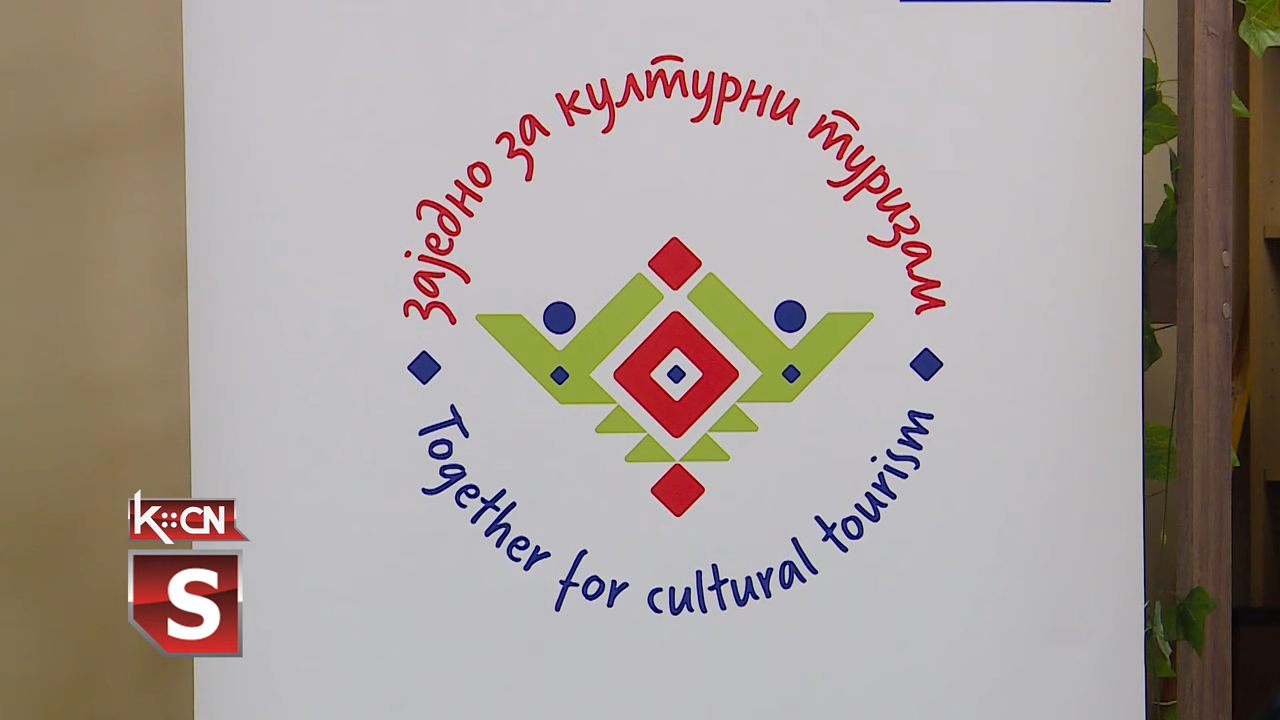 заједно за културни туризам
Together for cultural tourism
K::CN
S